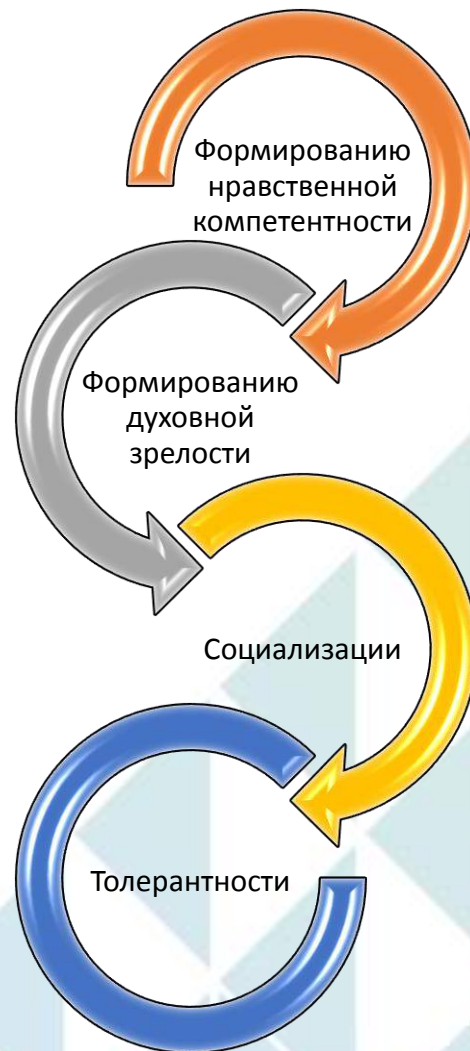 Формированию
нравственной
компетентности
Формированию
духовной
зрелости
Социализации
Толерантности